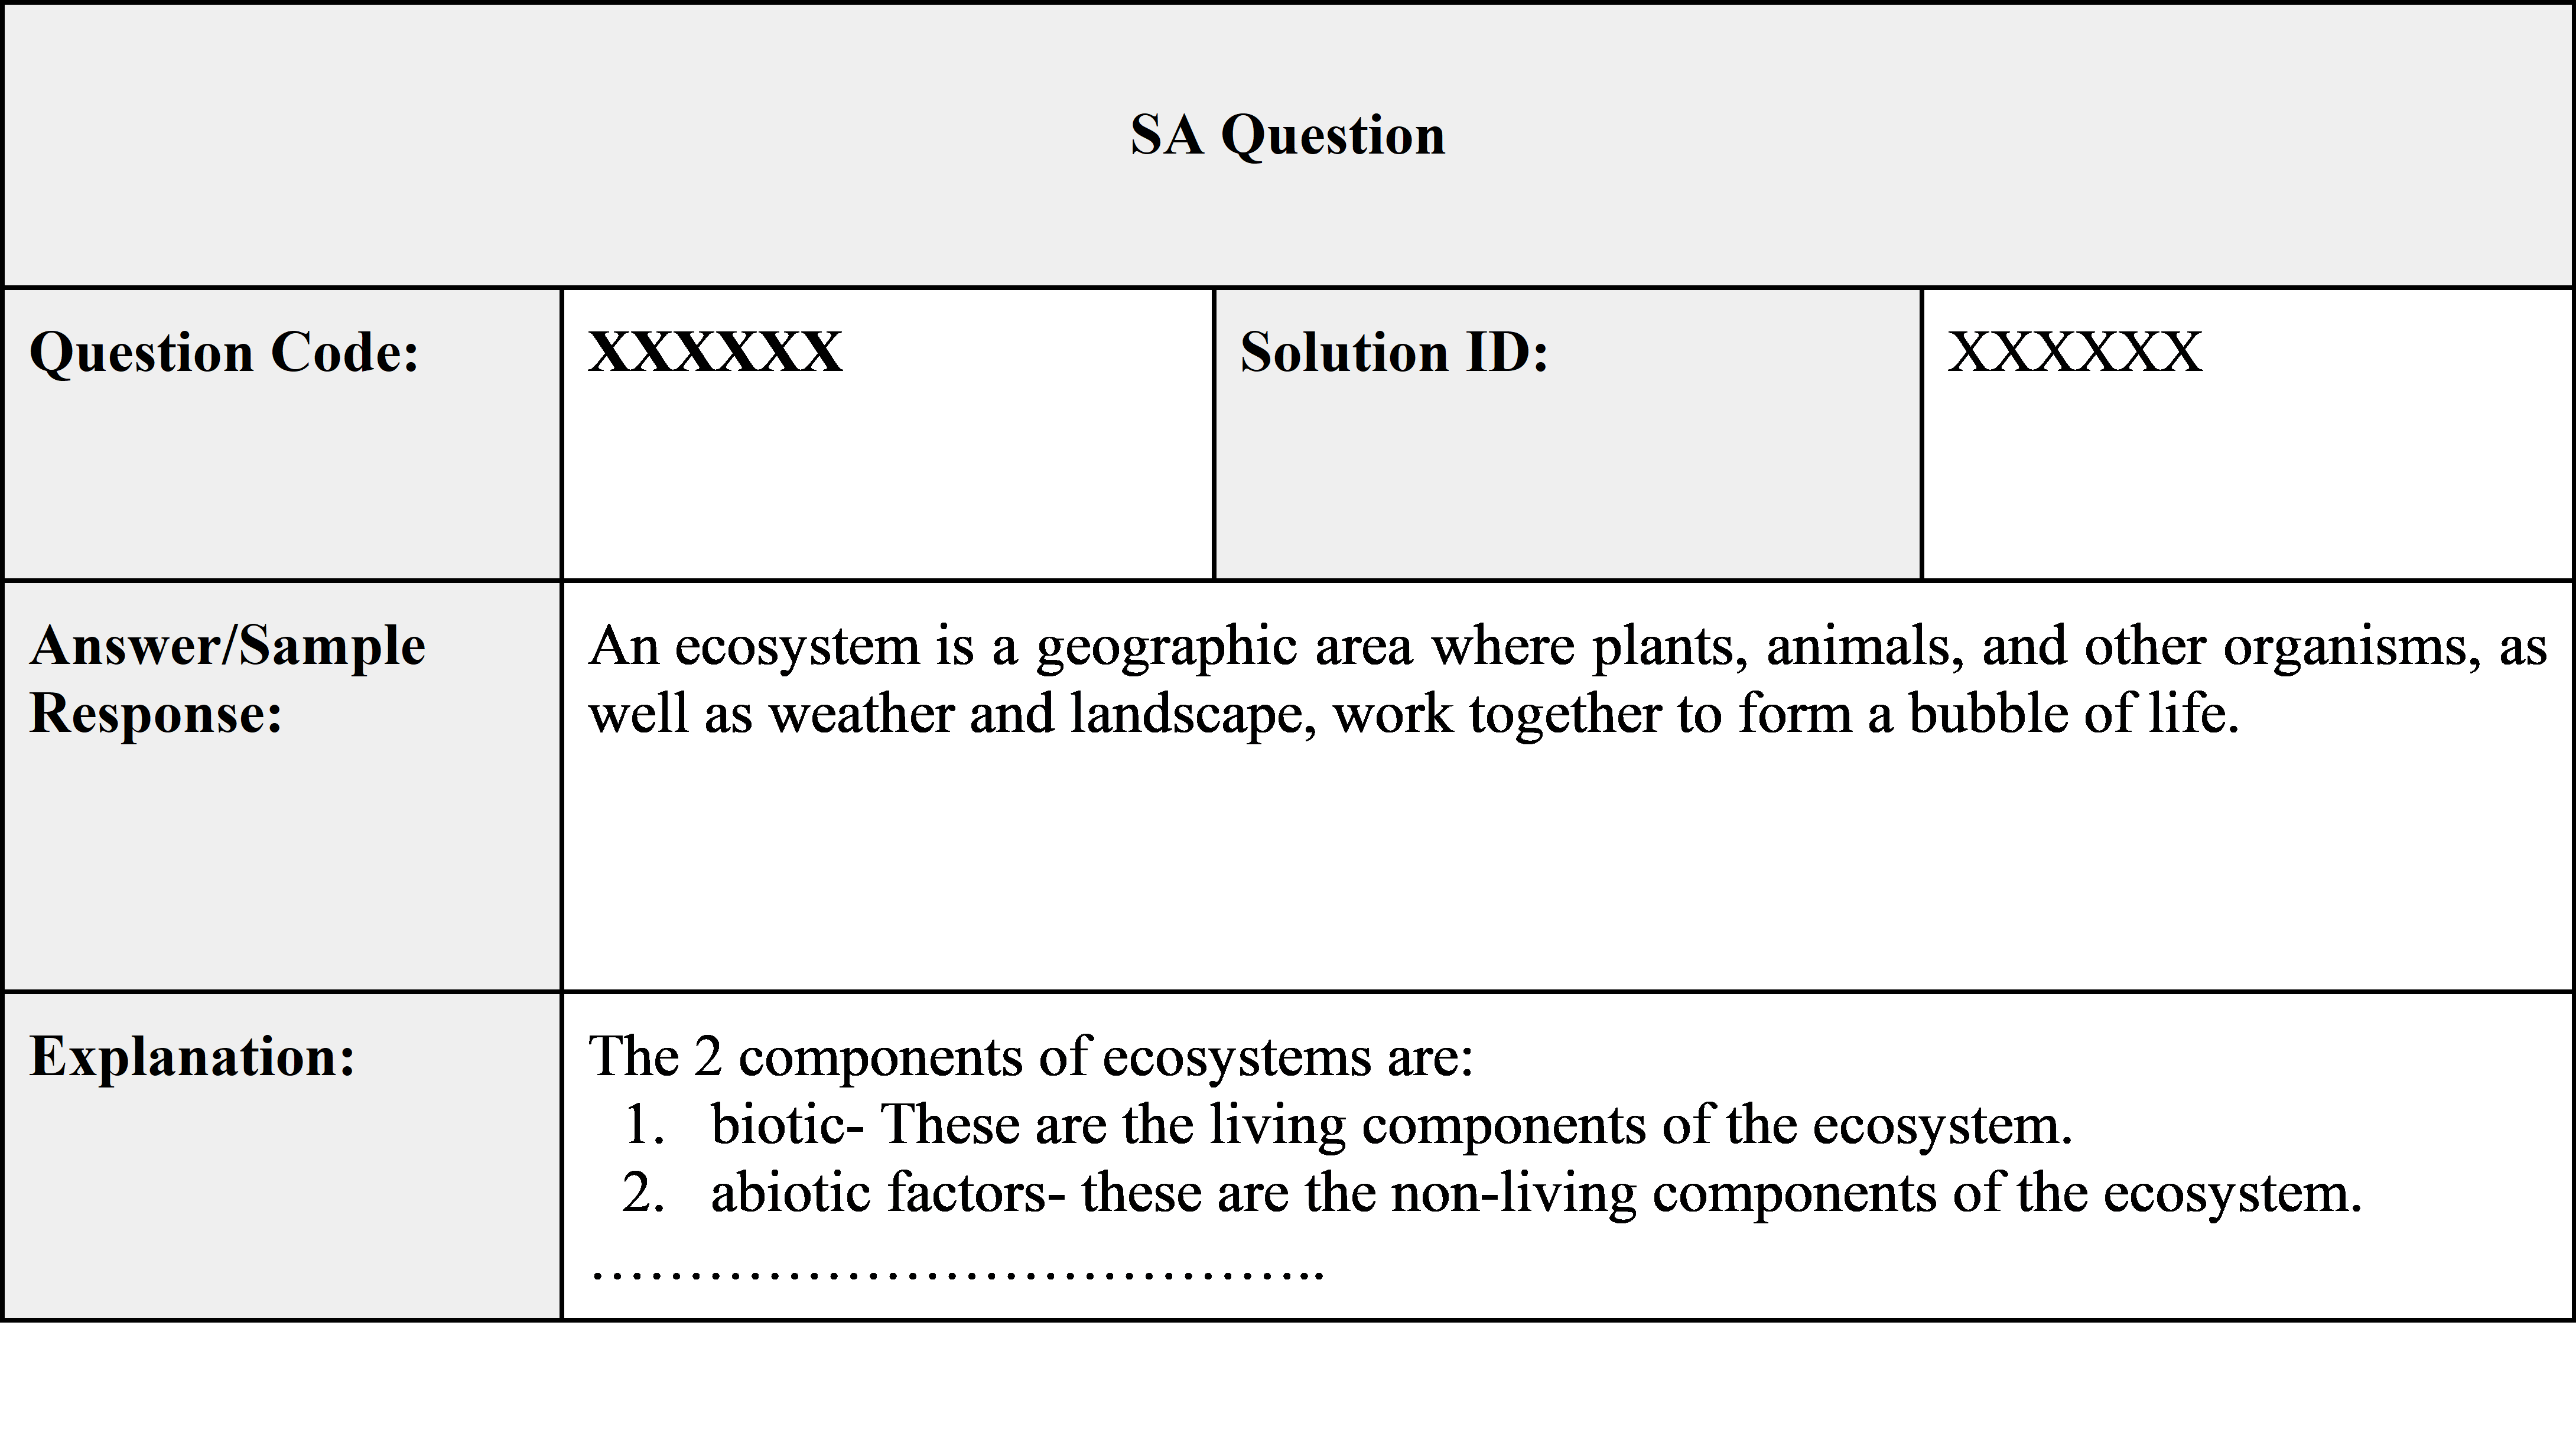 SA Question
Question Code:
XXXXXX
Solution ID:
XXXXXX
Answer/Sample
Response:
An ecosystem is a geographic area where plants, animals, and other organisms, as
well as weather and landscape, work together to form a bubble of life.
Explanation:
The 2 components of ecosystems are:
1. biotic- These are the living components of the ecosystem.
2. abiotic factors- these are the non-living components of the ecosystem.
…………………………………..